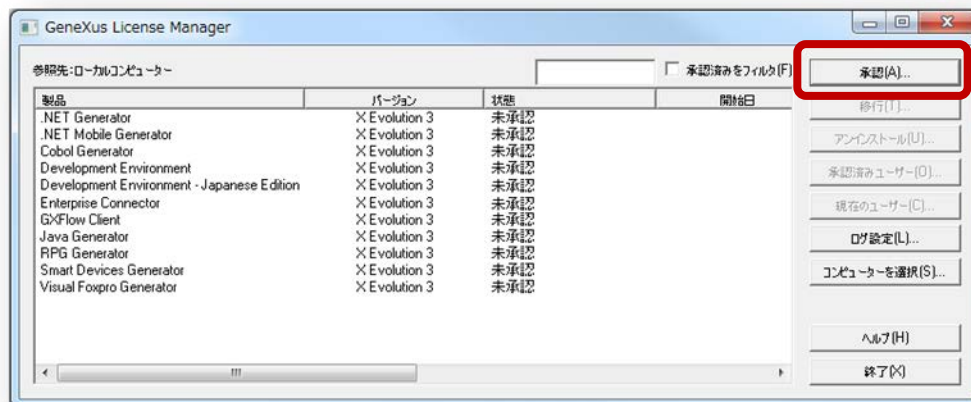 GeneXus License Manager
参照先:ローカルコンピューター
承認済みをフィルタ(F)
承認(A)...
製品 バージョン 状態 開始日
.NET Generator X Evolution 3 未承認
.NET Mobile Generator X Evolution 3 未承認
Cobol Generator X Evolution 3 未承認
Development Environment X Evolution 3 未承認
Development Environment - Japanese Edition X Evolution 3 未承認
Enterprise Connector X Evolution 3 未承認
GXFlow Client X Evolution 3 未承認
Java Generator X Evolution 3 未承認
RPG Generator X Evolution 3 未承認
Smart Devices Generator X Evolution 3 未承認
Visual Foxpro Generator X Evolution 3 未承認
移行(T)...
アンインストール(U)...
承認済みユーザー(O)...
現在のユーザー(C)...
ログ設定(L)...
コンピューターを選択(S)...
ヘルプ(H)
終了(X)